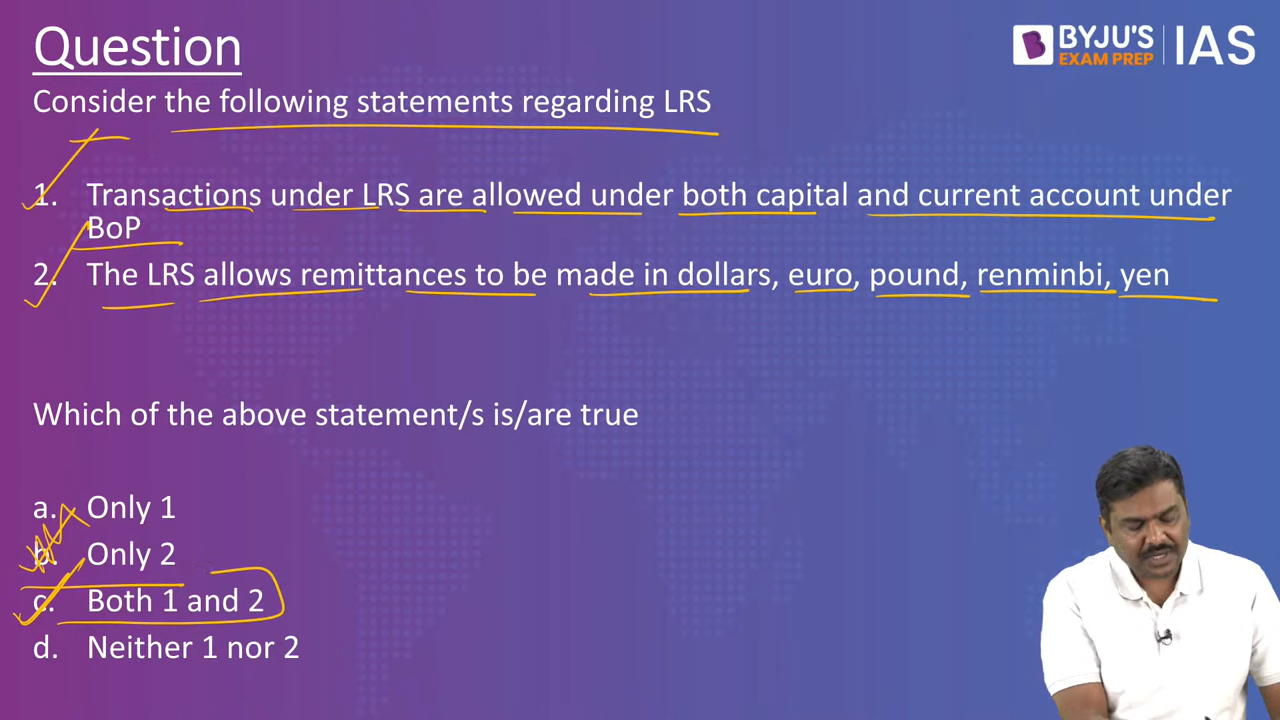 Question
BYJU'S
EXAM PREP
IAS
Consider the following statements regarding LRS
1. Transactions under LRS are allowed under both capital and current account under
BoP
2. The LRS allows remittances to be made in dollars, euro, pound, renminbi, yen
Which of the above statement/s is/are true
a. Only 1
b. Only 2
c. Both 1 and 2
d. Neither 1 nor 2